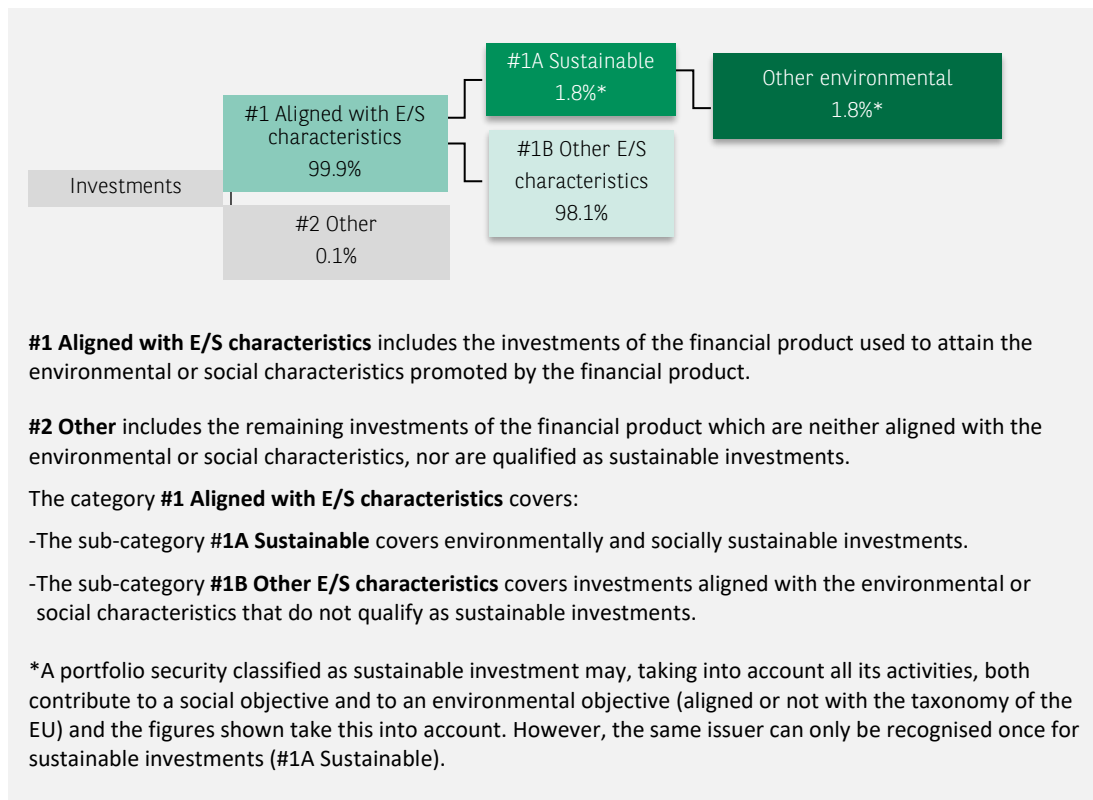 Investments
#1 Aligned with E/S
characteristics
99.9%
#2 Other
0.1%
#1A Sustainable
1.8%*
#1B Other E/S
characteristics
98.1%
Other environmental
1.8%*
#1 Aligned with E/S characteristics includes the investments of the financial product used to attain the
environmental or social characteristics promoted by the financial product.
#2 Other includes the remaining investments of the financial product which are neither aligned with the
environmental or social characteristics, nor are qualified as sustainable investments.
The category #1 Aligned with E/S characteristics covers:
-The sub-category #1A Sustainable covers environmentally and socially sustainable investments.
-The sub-category #1B Other E/S characteristics covers investments aligned with the environmental or
social characteristics that do not qualify as sustainable investments.
*A portfolio security classified as sustainable investment may, taking into account all its activities, both
contribute to a social objective and to an environmental objective (aligned or not with the taxonomy of the
EU) and the figures shown take this into account. However, the same issuer can only be recognised once for
sustainable investments (#1A Sustainable).